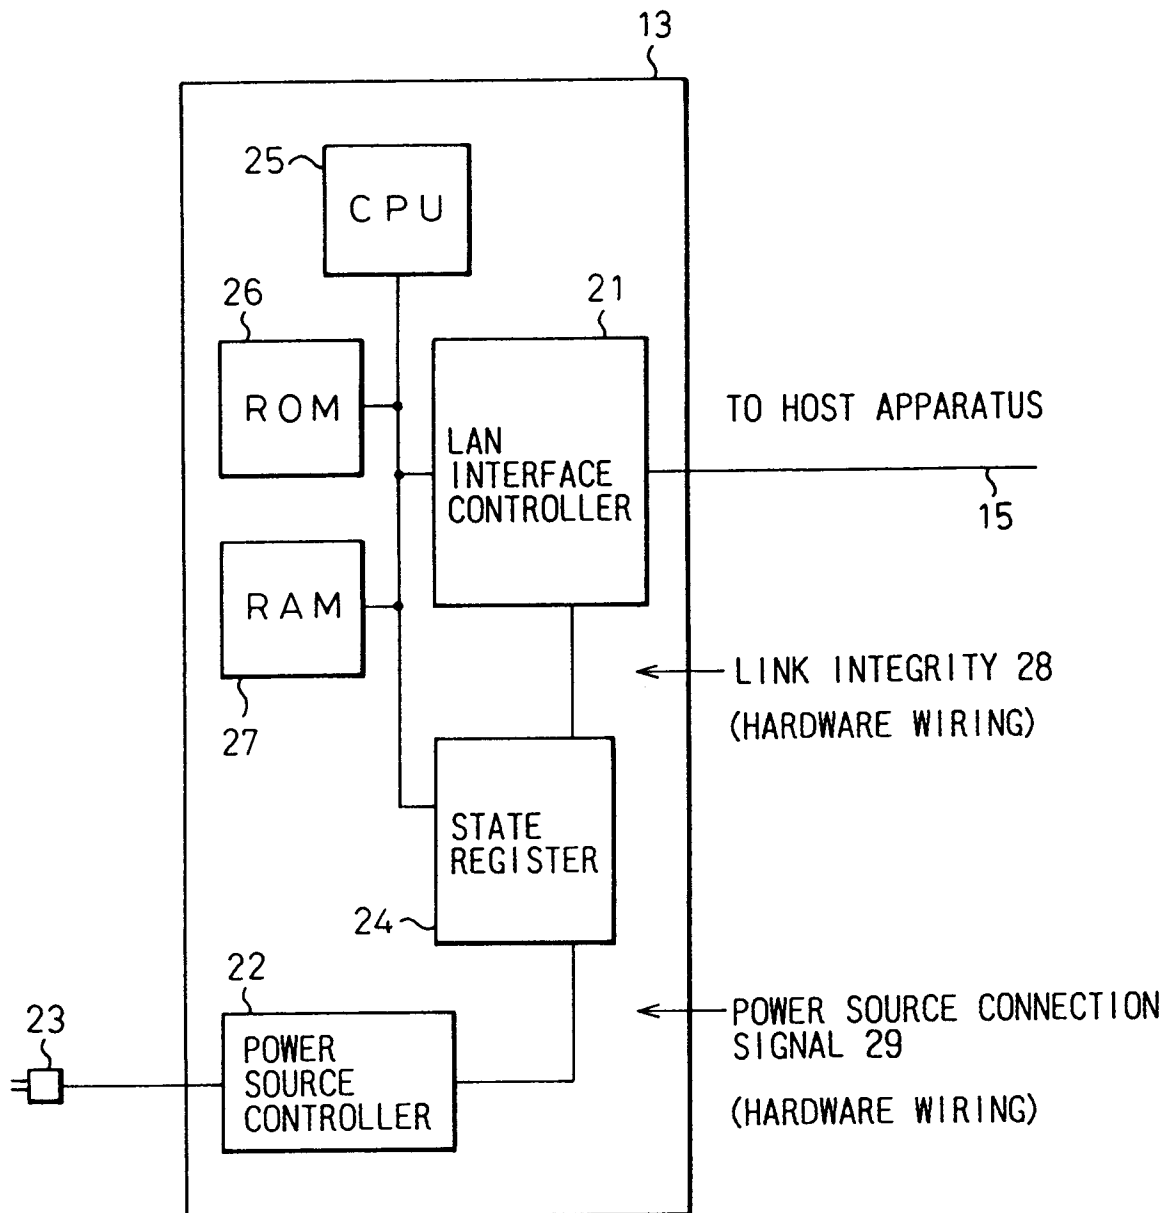 13
25
CPU
26
21
ROM
LAN
INTERFACE
CONTROLLER
TO HOST APPARATUS
15
RAM
27
LINK INTEGRITY 28
(HARDWARE WIRING)
STATE
REGISTER
24
22
23
POWER
SOURCE
CONTROLLER
POWER SOURCE CONNECTION
SIGNAL 29
(HARDWARE WIRING)